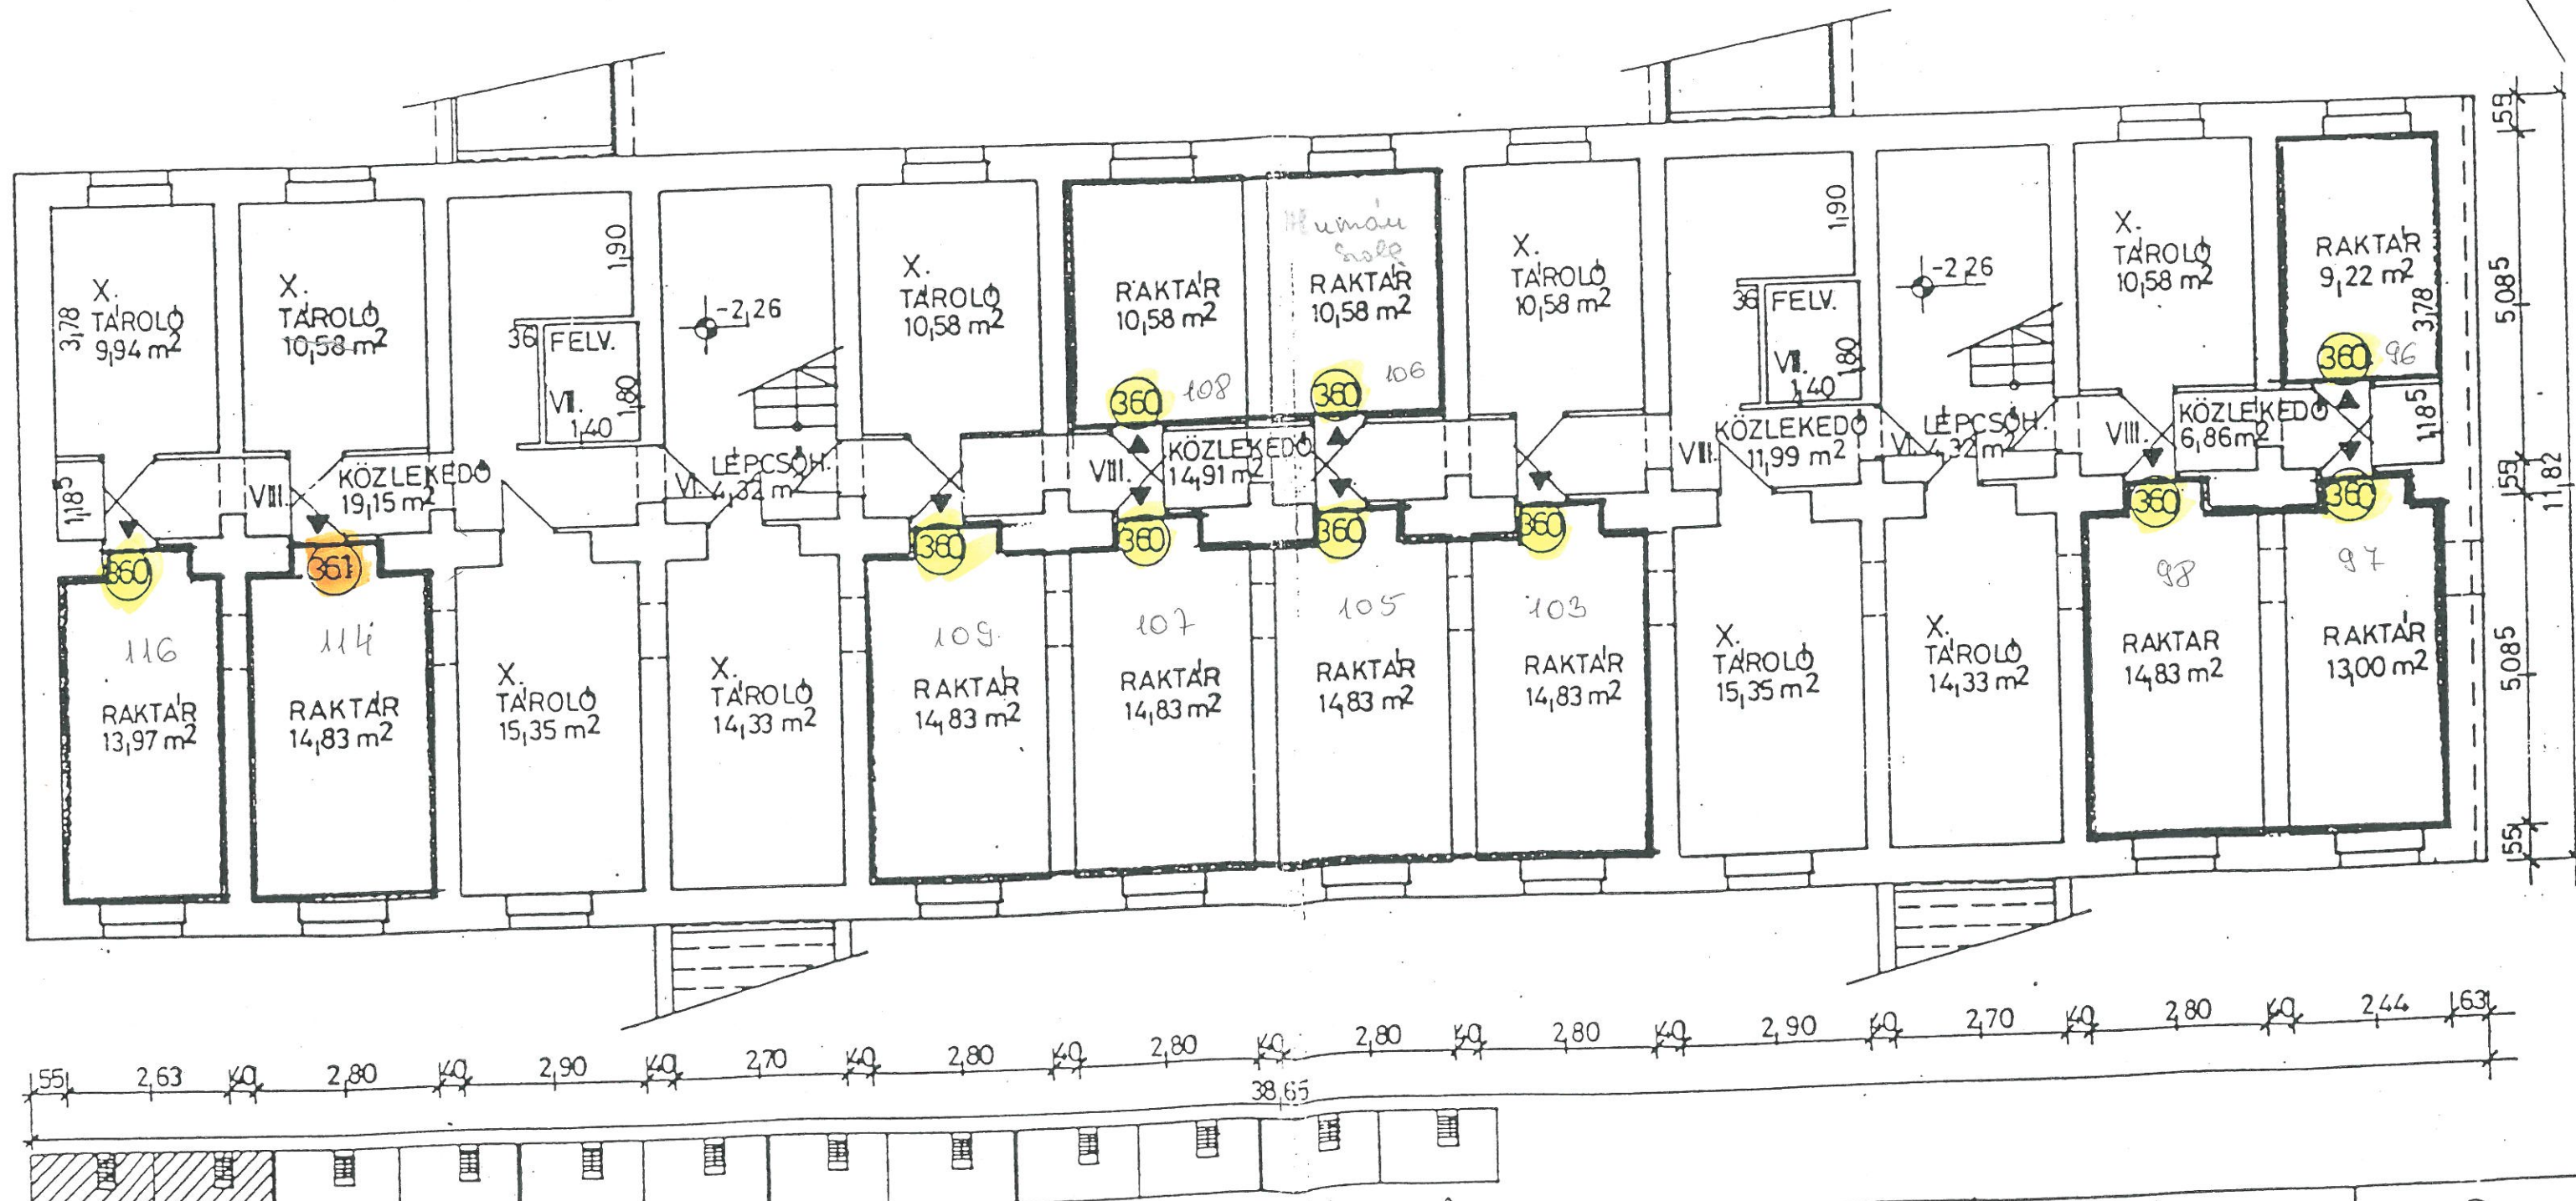 X.
TÁROLÓ
9,94 m2
3,78
X.
TÁROLÓ
10,58 m2
1,90
36
FELV.
VII.
1,80
1,40
-2,26
X.
TÁROLÓ
10,58 m2
RAKTÁR
10,58 m2
360
108
Humán
Szolg
RAKTÁR
10,58 m2
360
106
X.
TÁROLÓ
10,58 m2
1,90
36
FELV.
VII.
1,80
1,40
-2,26
X.
TÁROLÓ
10,58 m2
RAKTÁR
9,22 m2
3,78
360
96
1,185
VIII.
KÖZLEKEDŐ
19,15 m2
VI.
LÉPCSŐH.
4,32 m2
VIII.
KÖZLEKEDŐ
14,91 m2
VIII.
KÖZLEKEDŐ
11,99 m2
VI.
LÉPCSŐH.
4,32 m2
VIII.
KÖZLEKEDŐ
6,86 m2
1,185
360
116
RAKTÁR
13,97 m2
361
114
RAKTÁR
14,83 m2
X.
TÁROLÓ
15,35 m2
X.
TÁROLÓ
14,33 m2
360
109
RAKTÁR
14,83 m2
360
107
RAKTÁR
14,83 m2
360
105
RAKTÁR
14,83 m2
360
103
RAKTÁR
14,83 m2
X.
TÁROLÓ
15,35 m2
X.
TÁROLÓ
14,33 m2
360
98
RAKTÁR
14,83 m2
360
97
RAKTÁR
13,00 m2
55
5,085
55
11,82
5,085
55
55 2,63 40 2,80 40 2,90 40 2,70 40 2,80 40 2,80 40 2,80 40 2,80 40 2,90 40 2,70 40 2,80 40 2,44 63
38,65